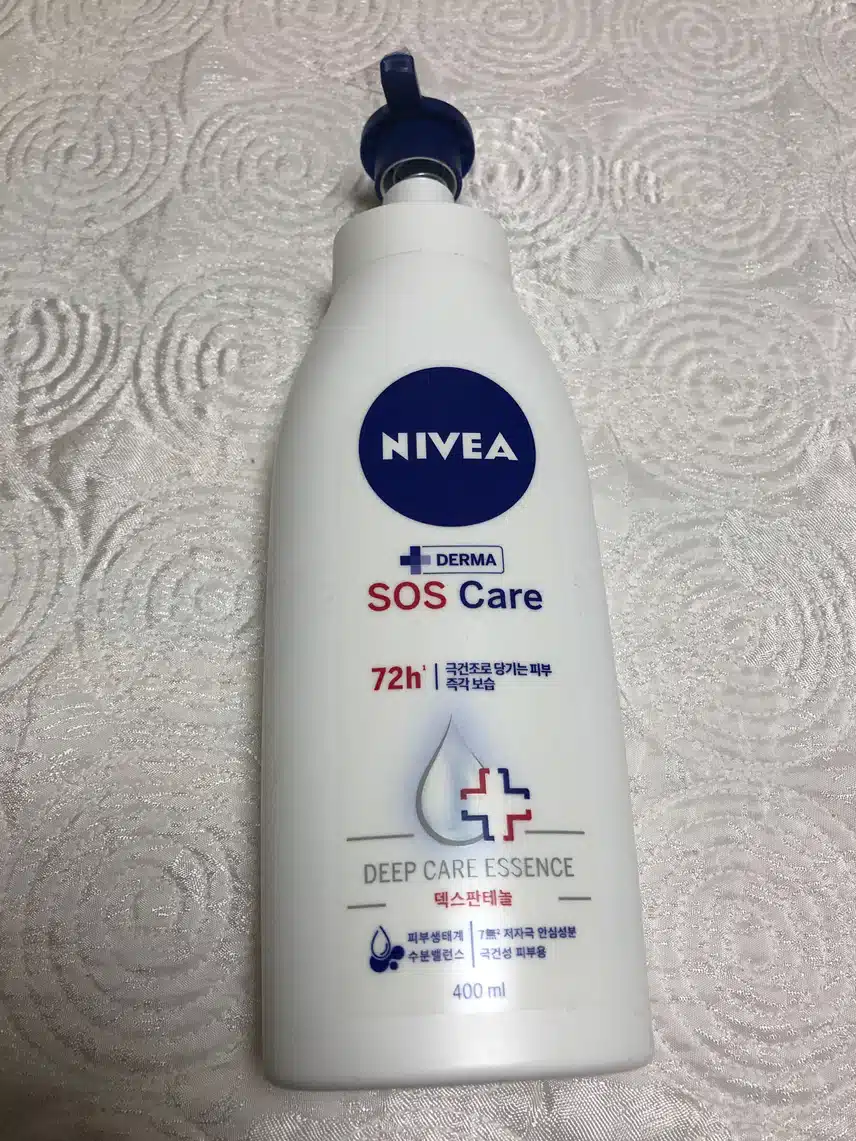 NIVEA
DERMA
SOS Care
72h¹
극건조로 당기는 피부
즉각 보습
DEEP CARE ESSENCE
덱스판테놀
피부생태계
수분밸런스
7無² 저자극 안심성분
극건성 피부용
400 ml